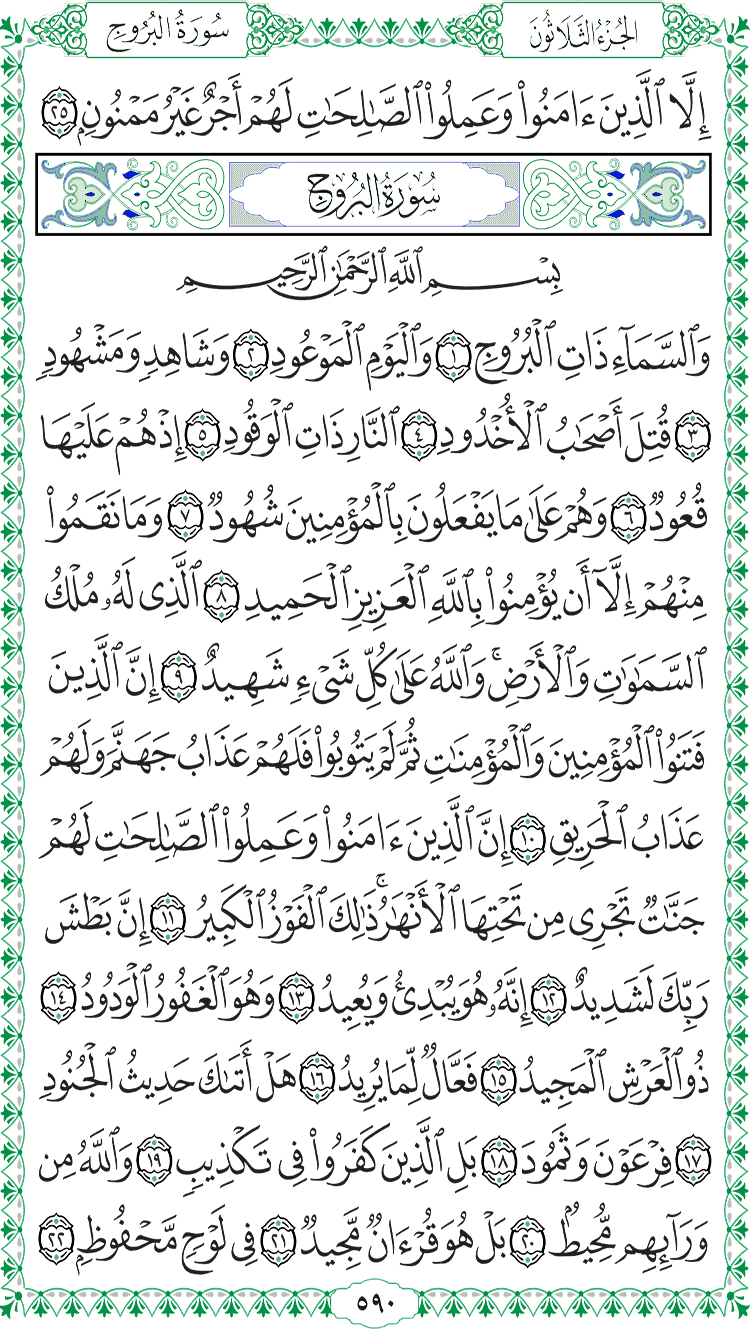 سُورَةُ البُرُوجِ
الجُزْءُ الثَّلَاثُونَ
إِلَّا ٱلَّذِينَ ءَامَنُوا۟ وَعَمِلُوا۟ ٱلصَّـٰلِحَـٰتِ لَهُمْ أَجْرٌ غَيْرُ مَمْنُونٍۭ ٢٥
سُورَةُ البُرُوجِ
بِسْمِ ٱللَّهِ ٱلرَّحْمَـٰنِ ٱلرَّحِيمِ
وَٱلسَّمَآءِ ذَاتِ ٱلْبُرُوجِ ١ وَٱلْيَوْمِ ٱلْمَوْعُودِ ٢ وَشَاهِدٍ وَمَشْهُودٍ
٣ قُتِلَ أَصْحَـٰبُ ٱلْأُخْدُودِ ٤ ٱلنَّارِ ذَاتِ ٱلْوَقُودِ ٥ إِذْ هُمْ عَلَيْهَا
قُعُودٌ ٦ وَهُمْ عَلَىٰ مَا يَفْعَلُونَ بِٱلْمُؤْمِنِينَ شُهُودٌ ٧ وَمَا نَقَمُوا۟
مِنْهُمْ إِلَّآ أَن يُؤْمِنُوا۟ بِٱللَّهِ ٱلْعَزِيزِ ٱلْحَمِيدِ ٨ ٱلَّذِى لَهُۥ مُلْكُ
ٱلسَّمَـٰوَٰتِ وَٱلْأَرْضِ ۚ وَٱللَّهُ عَلَىٰ كُلِّ شَىْءٍ شَهِيدٌ ٩ إِنَّ ٱلَّذِينَ
فَتَنُوا۟ ٱلْمُؤْمِنِينَ وَٱلْمُؤْمِنَـٰتِ ثُمَّ لَمْ يَتُوبُوا۟ فَلَهُمْ عَذَابُ جَهَنَّمَ وَلَهُمْ
عَذَابُ ٱلْحَرِيقِ ١٠ إِنَّ ٱلَّذِينَ ءَامَنُوا۟ وَعَمِلُوا۟ ٱلصَّـٰلِحَـٰتِ لَهُمْ
جَنَّـٰتٌ تَجْرِى مِن تَحْتِهَا ٱلْأَنْهَـٰرُ ۚ ذَٰلِكَ ٱلْفَوْزُ ٱلْكَبِيرُ ١١ إِنَّ بَطْشَ
رَبِّكَ لَشَدِيدٌ ١٢ إِنَّهُۥ هُوَ يُبْدِئُ وَيُعِيدُ ١٣ وَهُوَ ٱلْغَفُورُ ٱلْوَدُودُ ١٤
ذُو ٱلْعَرْشِ ٱلْمَجِيدُ ١٥ فَعَّالٌ لِّمَا يُرِيدُ ١٦ هَلْ أَتَىٰكَ حَدِيثُ ٱلْجُنُودِ
١٧ فِرْعَوْنَ وَثَمُودَ ١٨ بَلِ ٱلَّذِينَ كَفَرُوا۟ فِى تَكْذِيبٍ ١٩ وَٱللَّهُ مِن
وَرَآئِهِم مُّحِيطٌۢ ٢٠ بَلْ هُوَ قُرْءَانٌ مَّجِيدٌ ٢١ فِى لَوْحٍ مَّحْفُوظٍۭ ٢٢
٥٩٠